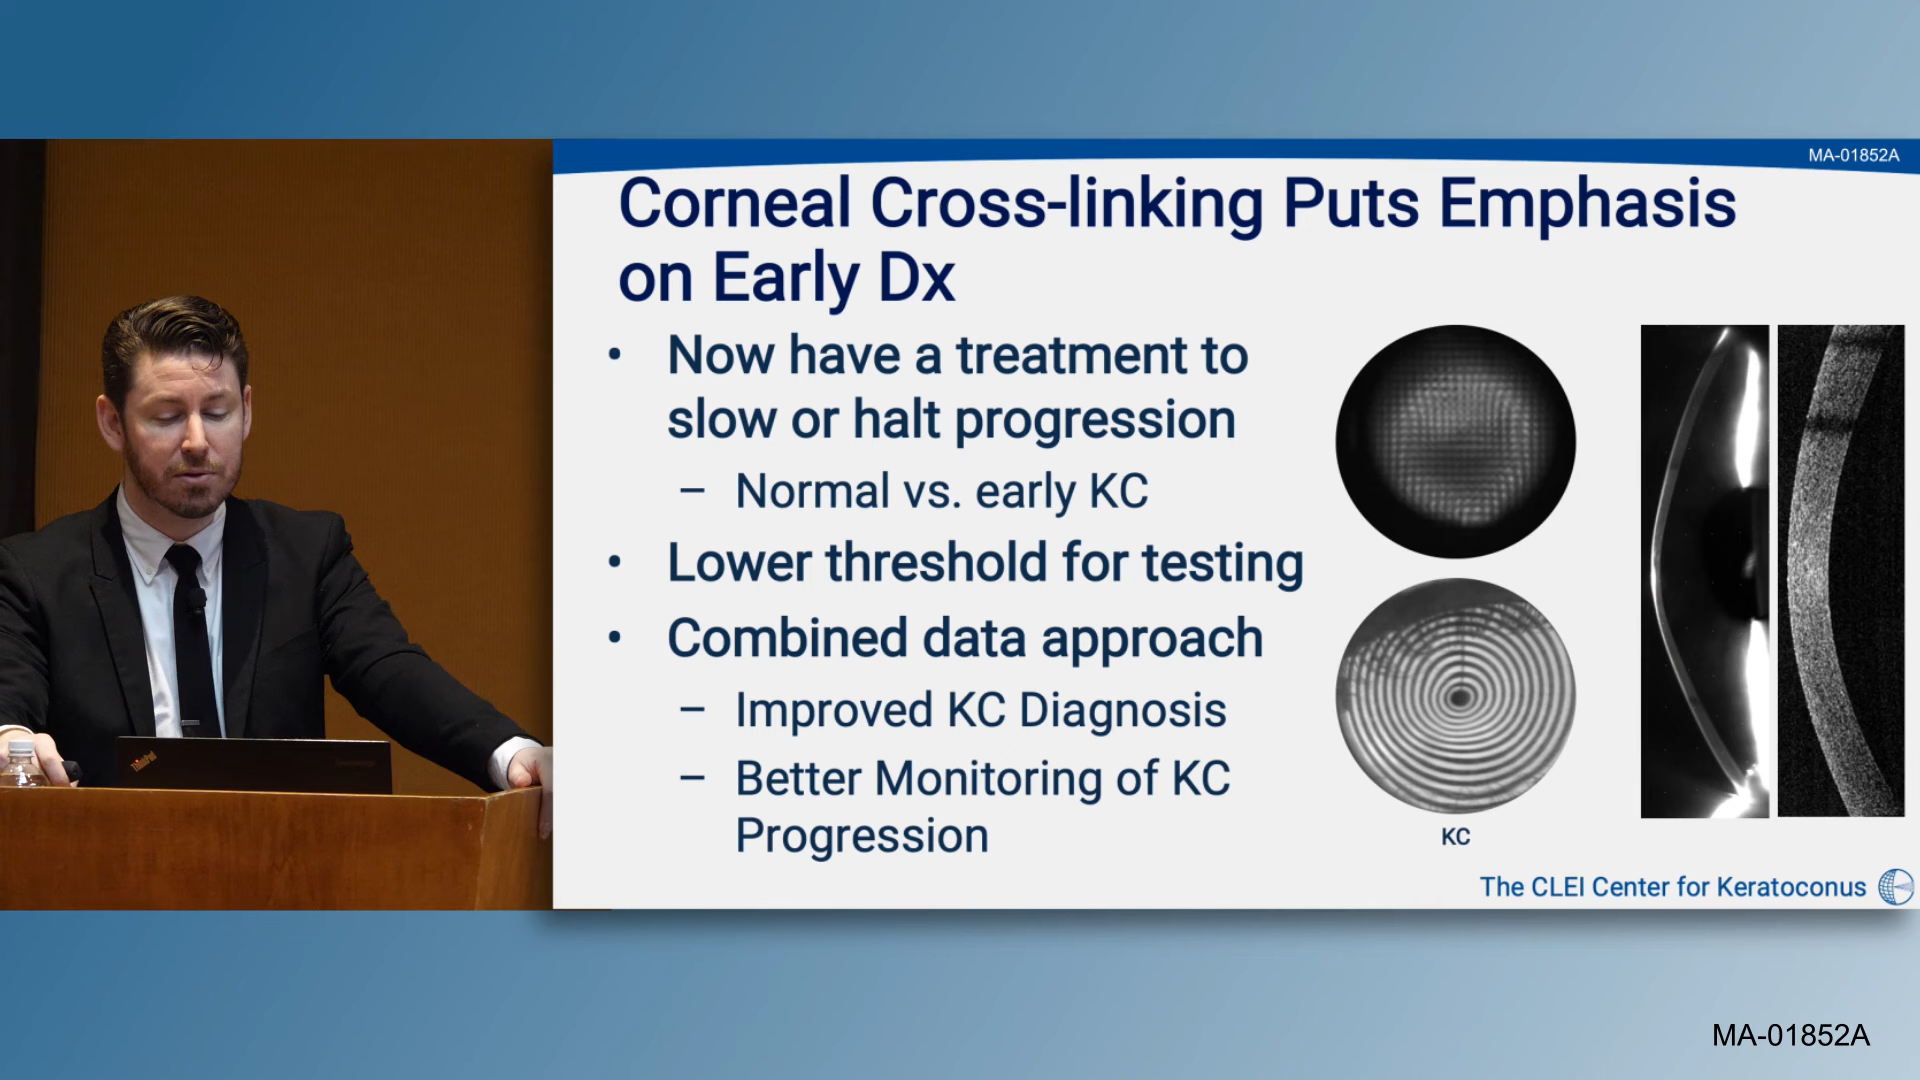 MA-01852A
Corneal Cross-linking Puts Emphasis
on Early Dx
• Now have a treatment to
slow or halt progression
– Normal vs. early KC
• Lower threshold for testing
• Combined data approach
– Improved KC Diagnosis
– Better Monitoring of KC
Progression
KC
The CLEI Center for Keratoconus
ThinkPad
MA-01852A